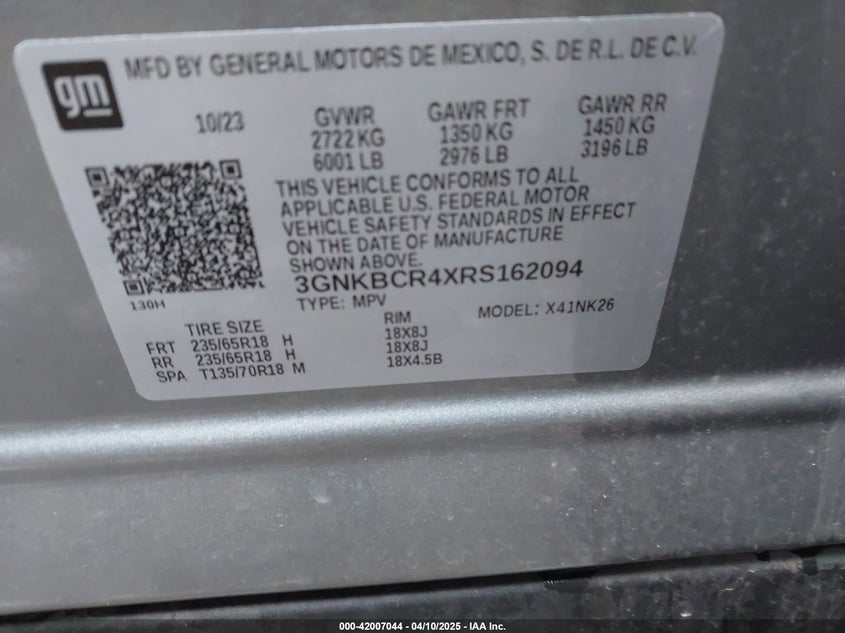 gm
MFD BY GENERAL MOTORS DE MEXICO, S. DE R.L. DE C.V.
10/23 GVWR GAWR FRT GAWR RR
2722 KG 1350 KG 1450 KG
6001 LB 2976 LB 3196 LB
THIS VEHICLE CONFORMS TO ALL
APPLICABLE U.S. FEDERAL MOTOR
VEHICLE SAFETY STANDARDS IN EFFECT
ON THE DATE OF MANUFACTURE
SHOWN ABOVE.
3GNKBCR4XRS162094
130H TYPE: MPV MODEL: X41NK26
TIRE SIZE RIM
FRT 235/65R18 H 18X8J
RR 235/65R18 H 18X8J
SPA T135/70R18 M 18X4.5B
000-42007044 - 04/10/2025 - IAA Inc.